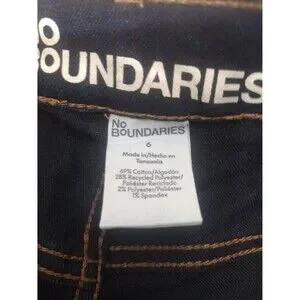 NO
BOUNDARIES
NO
BOUNDARIES
6
Made in/Hecho en
Tanzania
69% Cotton/Algodón
28% Recycled Polyester/
Poliéster Reciclado
2% Polyester/Poliéster
1% Spandex